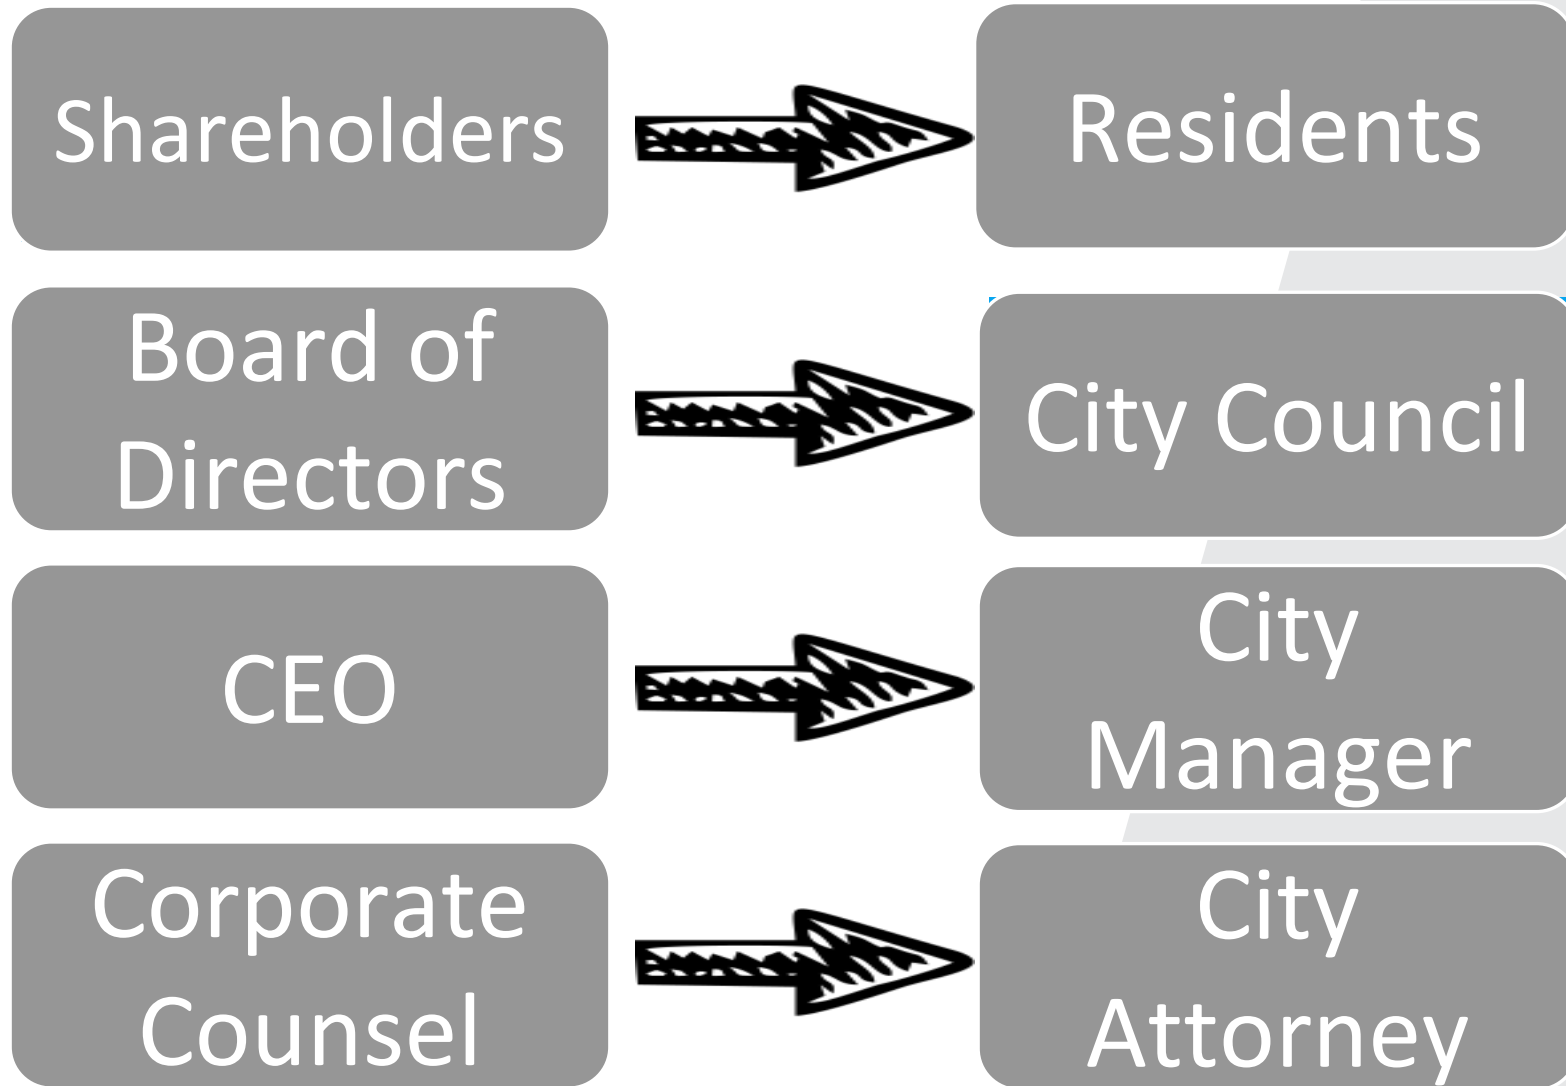 Shareholders
Residents
Board of
Directors
City Council
CEO
City
Manager
Corporate
Counsel
City
Attorney